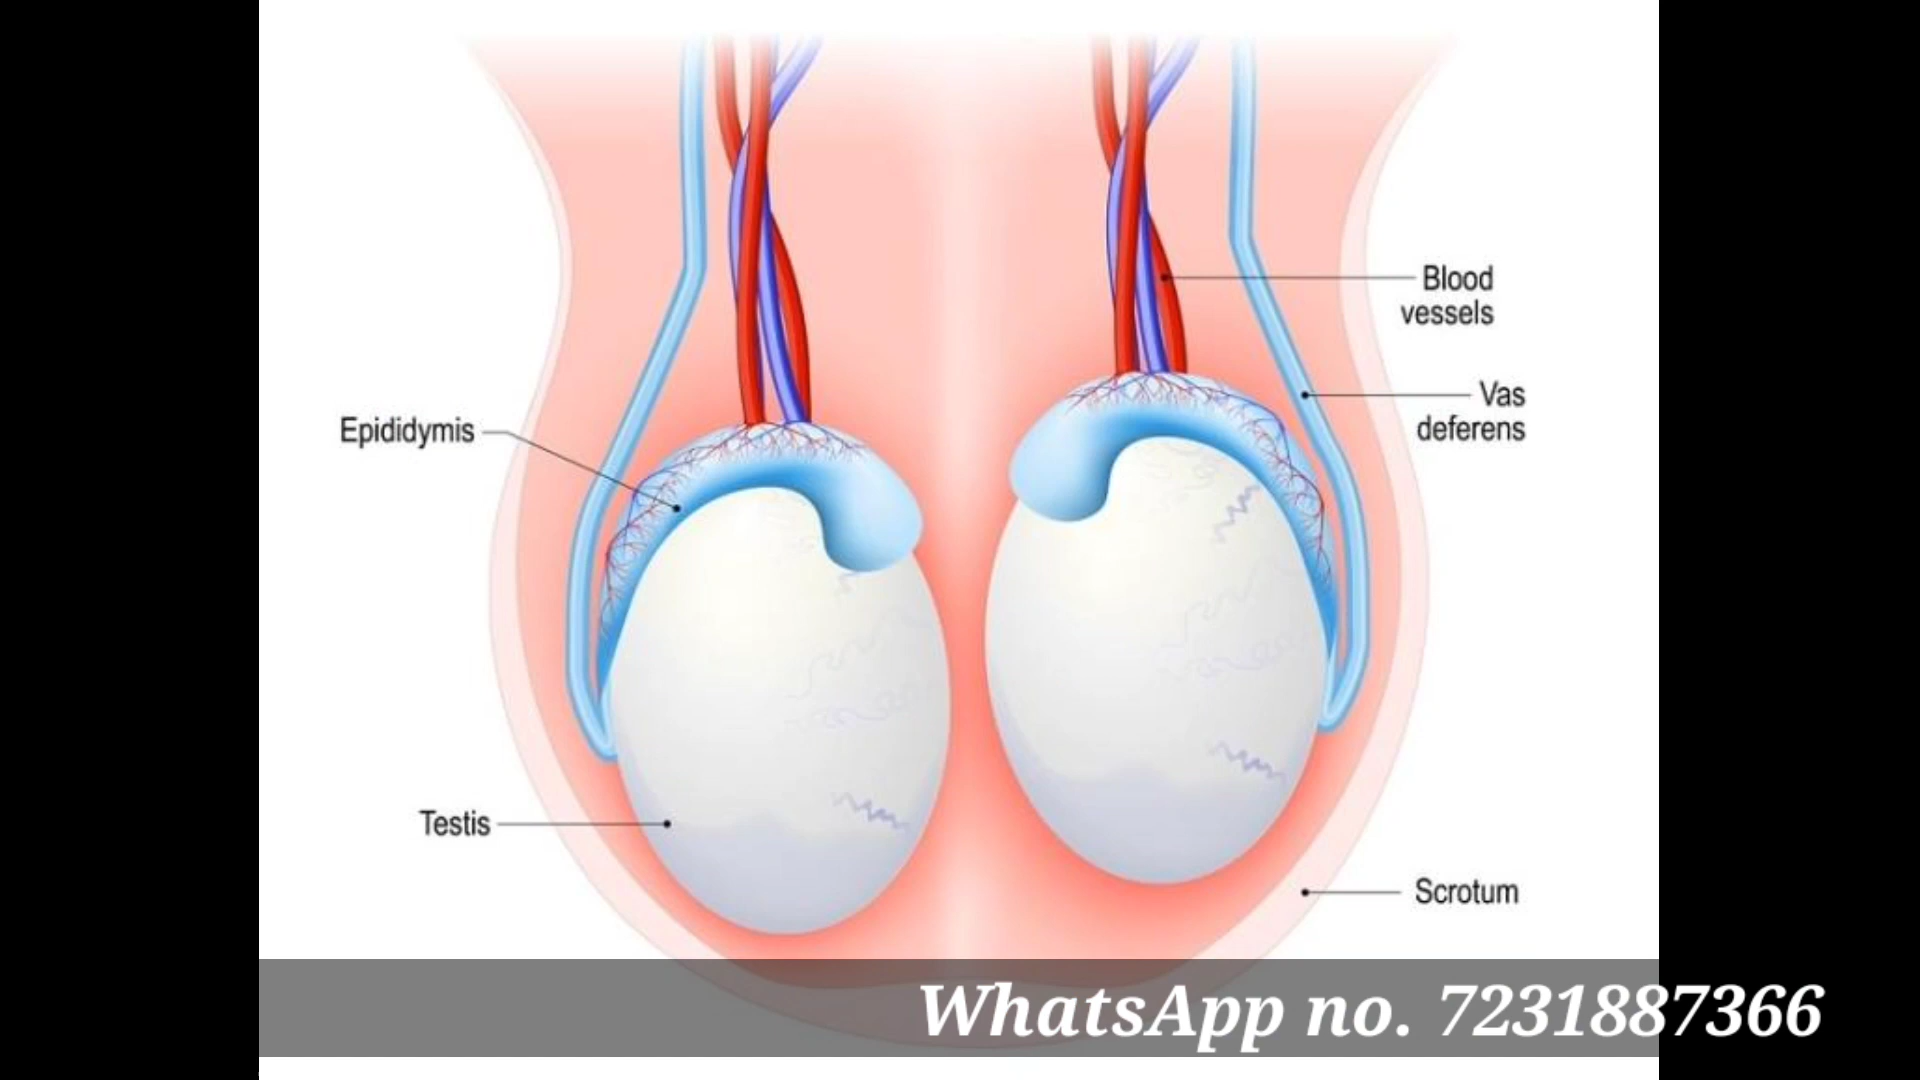 Blood
vessels
Vas
deferens
Epididymis
Testis
Scrotum
WhatsApp no. 7231887366